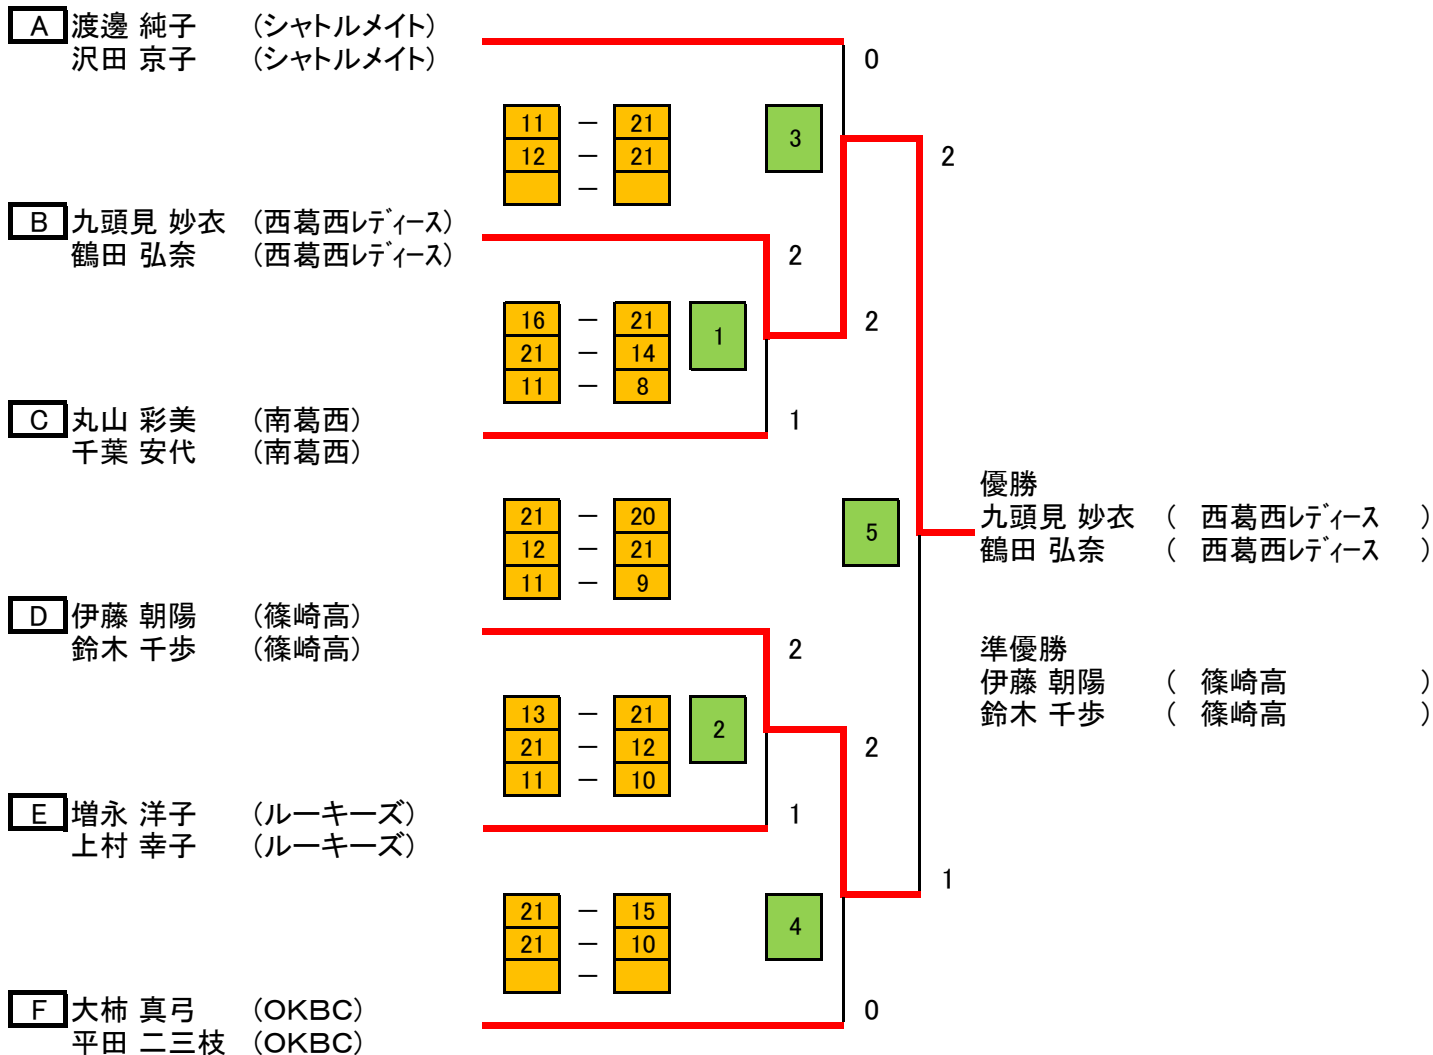 A 渡邊 純子 (シャトルメイト)
沢田 京子 (シャトルメイト)
0
11 － 21
3
12 － 21
2
－
B 九頭見 妙衣 (西葛西レディース)
鶴田 弘奈 (西葛西レディース)
2
16 － 21
1
2
21 － 14
11 － 8
C 丸山 彩美 (南葛西)
1
千葉 安代 (南葛西)
優勝
21 － 20
5
九頭見 妙衣 ( 西葛西レディース )
12 － 21
鶴田 弘奈 ( 西葛西レディース )
11 － 9
D 伊藤 朝陽 (篠崎高)
鈴木 千歩 (篠崎高)
2
準優勝
伊藤 朝陽 ( 篠崎高 )
鈴木 千歩 ( 篠崎高 )
13 － 21
2
21 － 12
2
11 － 10
E 増永 洋子 (ルーキーズ)
1
上村 幸子 (ルーキーズ)
1
21 － 15
4
21 － 10
－
F 大柿 真弓 (OKBC)
0
平田 二三枝 (OKBC)